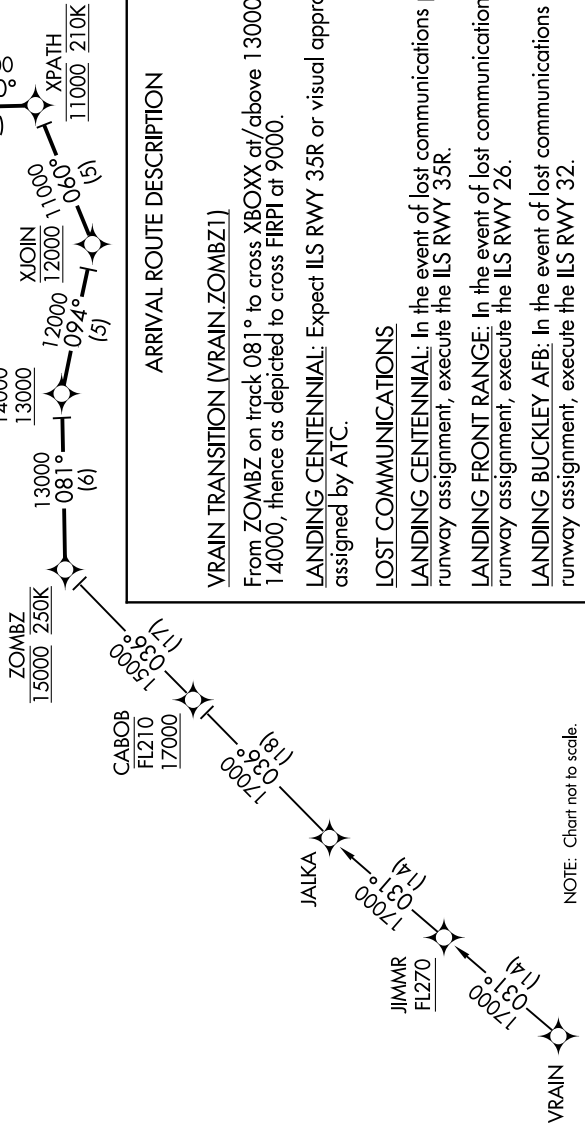 XPATH
11000 210K
11000
060°
(5)
XJOIN
12000
12000
094°
(5)
13000
13000
081°
(6)
ZOMBZ
15000 250K
15000
036°
(17)
CABOB
FL210
17000
17000
036°
(18)
JALKA
17000
031°
(14)
JIMMR
FL270
17000
031°
(14)
VRAIN
NOTE: Chart not to scale.
ARRIVAL ROUTE DESCRIPTION
VRAIN TRANSITION (VRAIN.ZOMBZ1)
From ZOMBZ on track 081° to cross XBOXX at/above 13000
14000, thence as depicted to cross FIRPI at 9000.
LANDING CENTENNIAL: Expect ILS RWY 35R or visual appro
assigned by ATC.
LOST COMMUNICATIONS
LANDING CENTENNIAL: In the event of lost communications
runway assignment, execute the ILS RWY 35R.
LANDING FRONT RANGE: In the event of lost communication
runway assignment, execute the ILS RWY 26.
LANDING BUCKLEY AFB: In the event of lost communications
runway assignment, execute the ILS RWY 32.